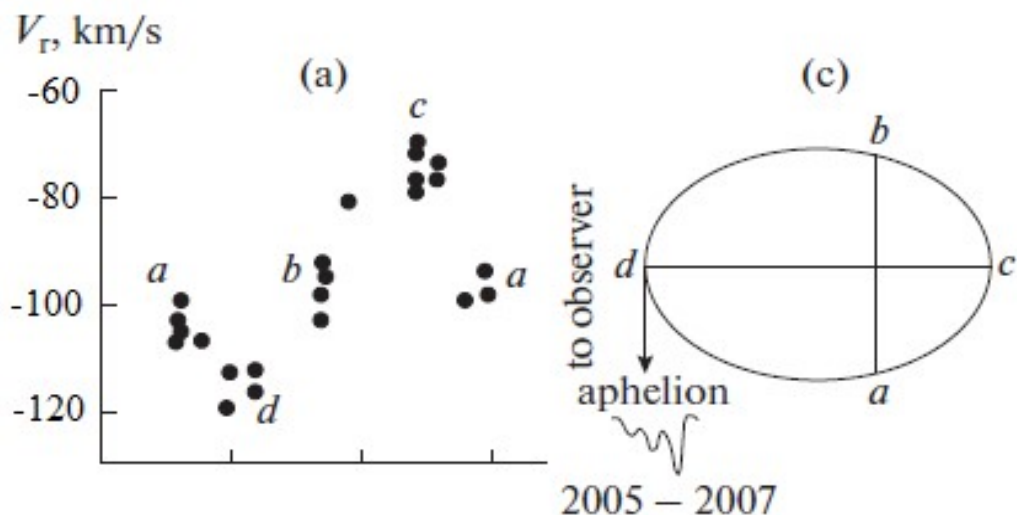 V_r, km/s
(a)
(c)
-60
-80
-100
-120
a
d
b
c
a
b
d
c
a
to observer
aphelion
2005 – 2007